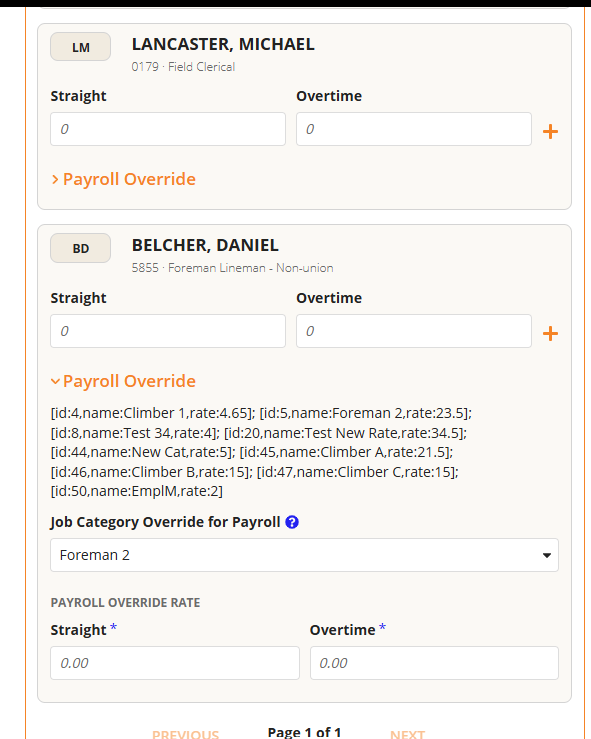 LM
LANCASTER, MICHAEL
0179 · Field Clerical
Straight
Overtime
0
0
+
> Payroll Override
BD
BELCHER, DANIEL
5855 · Foreman Lineman - Non-union
Straight
Overtime
0
0
+
Payroll Override
[id:4,name:Climber 1,rate:4.65]; [id:5,name:Foreman 2,rate:23.5];
[id:8,name:Test 34,rate:4]; [id:20,name:Test New Rate,rate:34.5];
[id:44,name:New Cat,rate:5]; [id:45,name:Climber A,rate:21.5];
[id:46,name:Climber B,rate:15]; [id:47,name:Climber C,rate:15];
[id:50,name:EmplM,rate:2]
Job Category Override for Payroll ?
Foreman 2
PAYROLL OVERRIDE RATE
Straight *
Overtime *
0.00
0.00
PREVIOUS
Page 1 of 1
NEXT